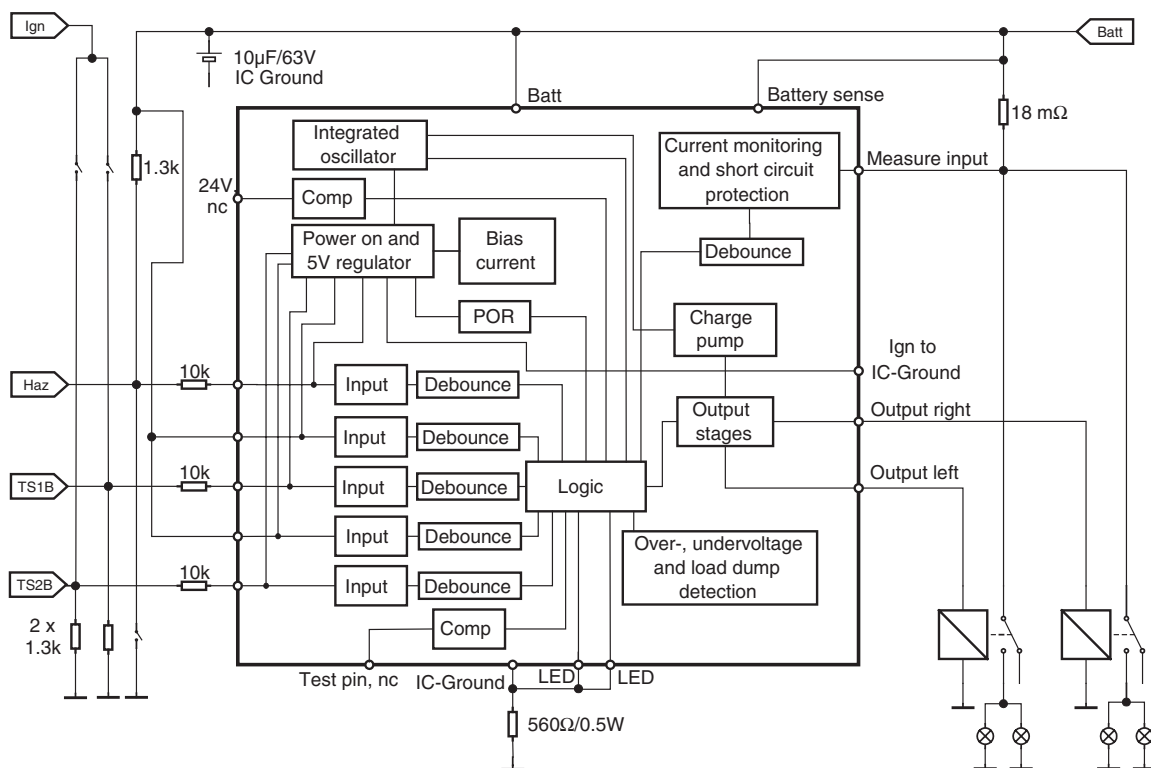 Ign
Batt
10µF/63V
IC Ground
Batt
Battery sense
18 mΩ
Integrated
oscillator
Current monitoring
and short circuit
protection
Measure input
1.3k
24V,
nc
Comp
Power on and
5V regulator
Bias
current
Debounce
POR
Charge
pump
Ign to
IC-Ground
Haz
10k
Input
Debounce
Output
stages
Output right
Input
Debounce
TS1B
10k
Input
Debounce
Logic
Output left
Input
Debounce
Over-, undervoltage
and load dump
detection
TS2B
10k
Input
Debounce
2 x
1.3k
Comp
Test pin, nc
IC-Ground
LED
LED
560Ω/0.5W